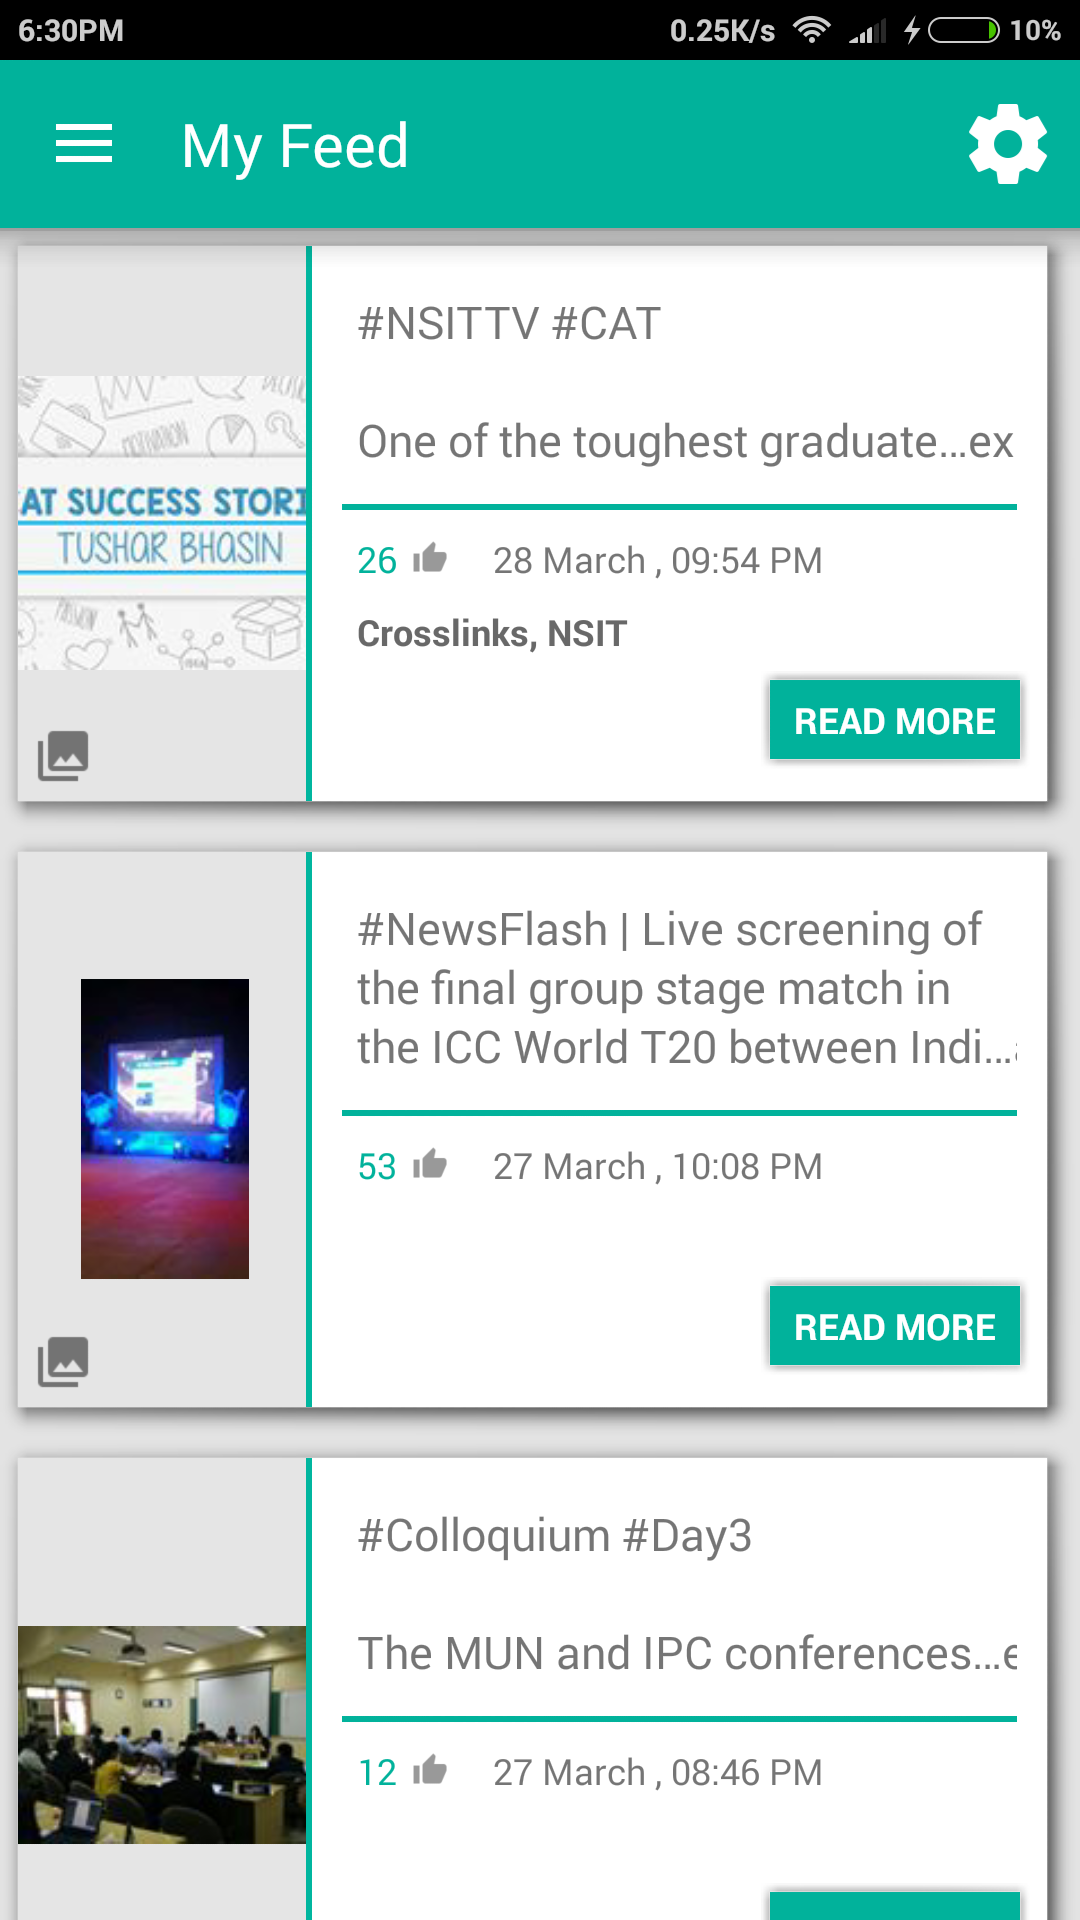 6:30PM 0.25K/s 10%
My Feed
#NSITTV #CAT
One of the toughest graduate...ex
MOTIVATION
AT SUCCESS STORI
TUSHAR BHASIN
PASSION
26 28 March , 09:54 PM
Crosslinks, NSIT
READ MORE
#NewsFlash | Live screening of
the final group stage match in
the ICC World T20 between Indi...
53 27 March , 10:08 PM
READ MORE
#Colloquium #Day3
The MUN and IPC conferences...e
12 27 March , 08:46 PM